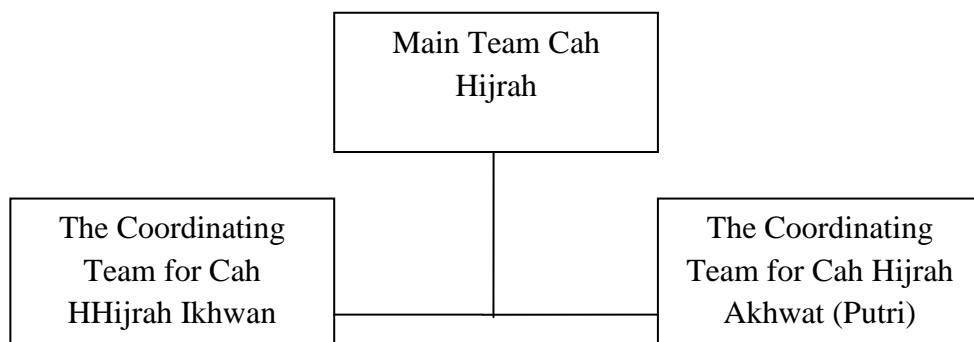 Main Team Cah
Hijrah
The Coordinating
Team for Cah
HHijrah Ikhwan
The Coordinating
Team for Cah Hijrah
Akhwat (Putri)